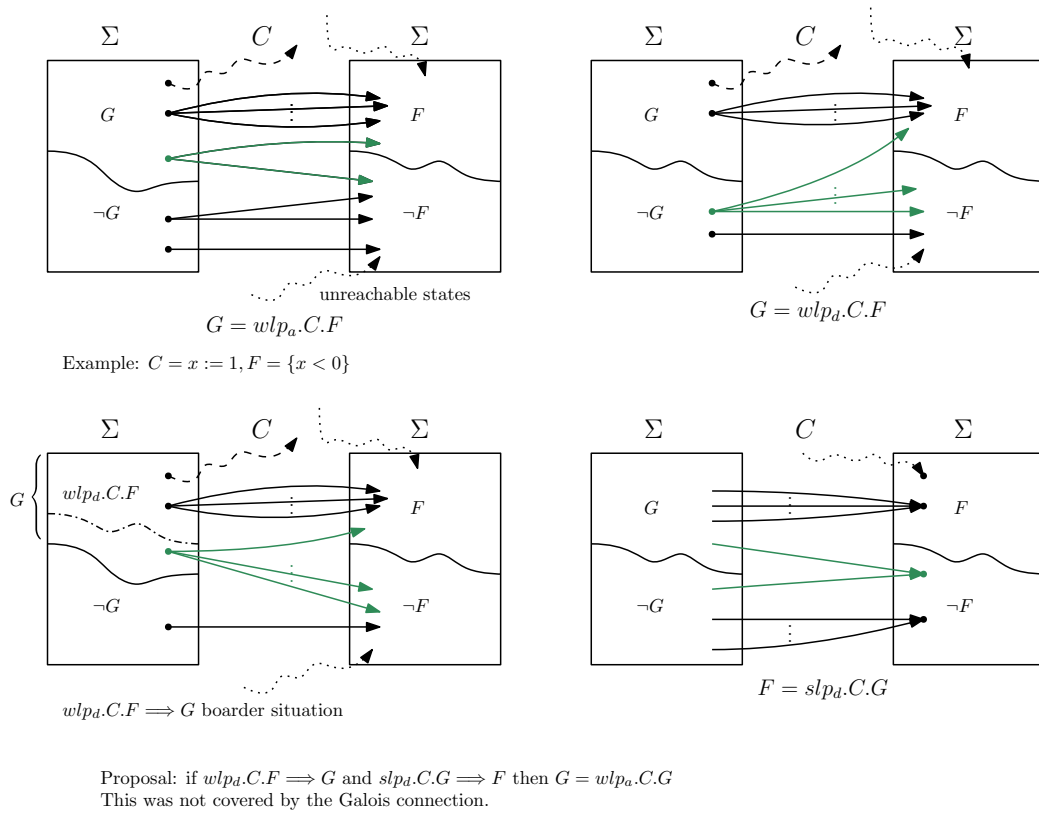 Σ C Σ
G F
¬G ¬F
unreachable states
G = wlp_a.C.F
Example: C = x := 1, F = {x < 0}
Σ C Σ
G F
¬G ¬F
G = wlp_d.C.F
Σ C Σ
G { wlp_d.C.F F
¬G ¬F
wlp_d.C.F ⟹ G boarder situation
Σ C Σ
G F
¬G ¬F
F = slp_d.C.G
Proposal: if wlp_d.C.F ⟹ G and slp_d.C.G ⟹ F then G = wlp_a.C.G
This was not covered by the Galois connection.